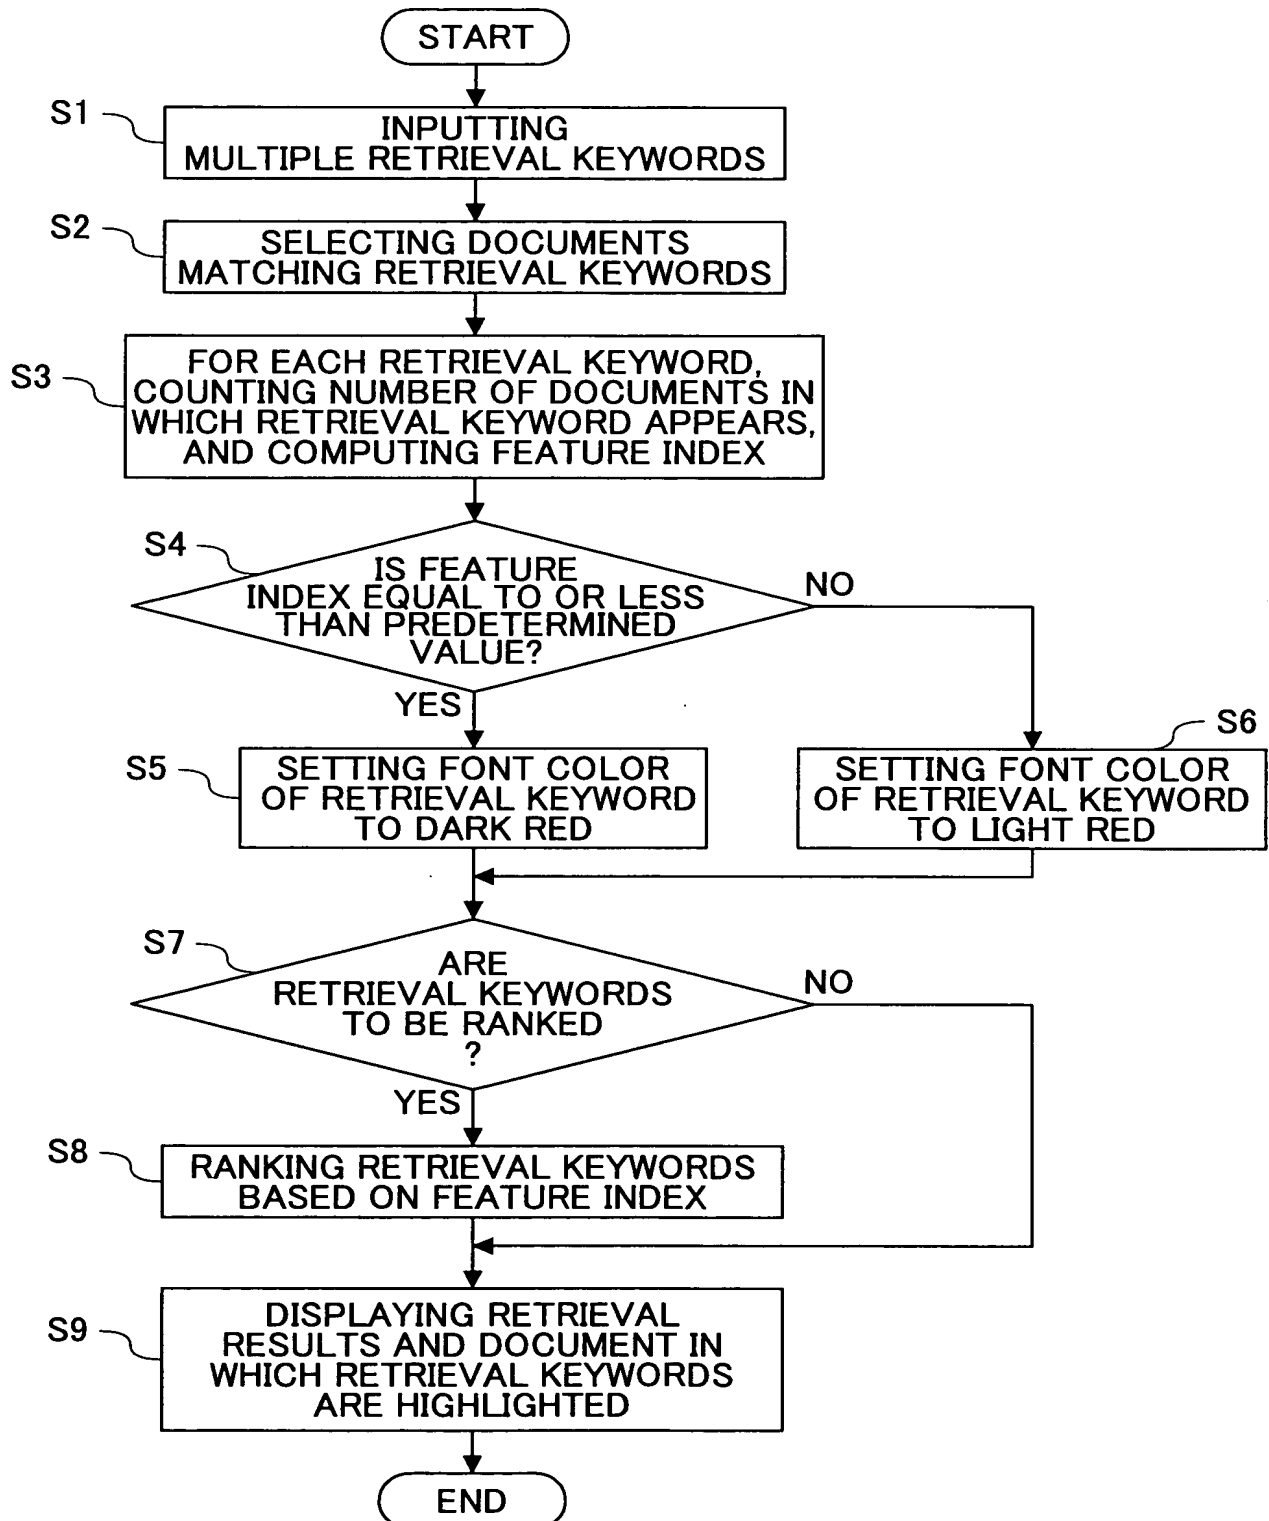 START
S1
INPUTTING
MULTIPLE RETRIEVAL KEYWORDS
S2
SELECTING DOCUMENTS
MATCHING RETRIEVAL KEYWORDS
S3
FOR EACH RETRIEVAL KEYWORD,
COUNTING NUMBER OF DOCUMENTS IN
WHICH RETRIEVAL KEYWORD APPEARS,
AND COMPUTING FEATURE INDEX
S4
IS FEATURE
INDEX EQUAL TO OR LESS
THAN PREDETERMINED
VALUE?
NO
YES
S5
SETTING FONT COLOR
OF RETRIEVAL KEYWORD
TO DARK RED
S6
SETTING FONT COLOR
OF RETRIEVAL KEYWORD
TO LIGHT RED
S7
ARE
RETRIEVAL KEYWORDS
TO BE RANKED
?
NO
YES
S8
RANKING RETRIEVAL KEYWORDS
BASED ON FEATURE INDEX
S9
DISPLAYING RETRIEVAL
RESULTS AND DOCUMENT IN
WHICH RETRIEVAL KEYWORDS
ARE HIGHLIGHTED
END